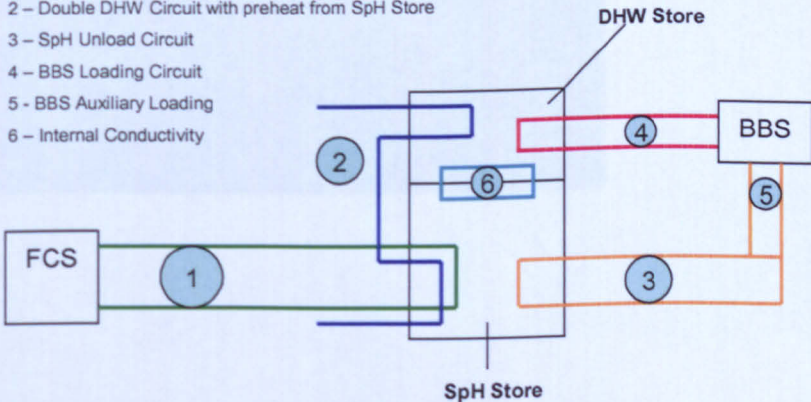 2 – Double DHW Circuit with preheat from SpH Store
3 – SpH Unload Circuit
4 – BBS Loading Circuit
5 - BBS Auxiliary Loading
6 – Internal Conductivity
DHW Store
2
4
BBS
6
5
FCS
1
3
SpH Store